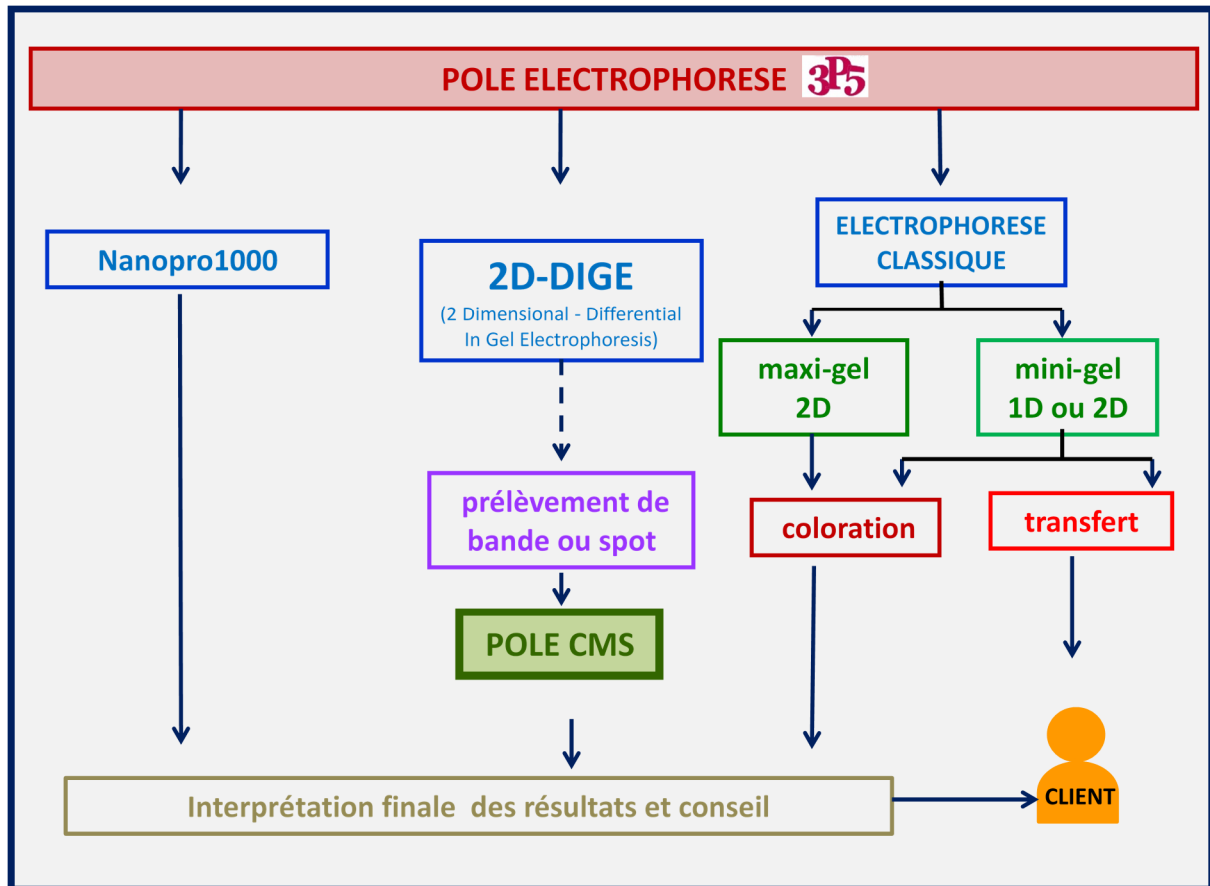 POLE ELECTROPHORESE 3P5
Nanopro1000
2D-DIGE
(2 Dimensional - Differential
In Gel Electrophoresis)
ELECTROPHORESE
CLASSIQUE
maxi-gel
2D
mini-gel
1D ou 2D
prélèvement de
bande ou spot
coloration
transfert
POLE CMS
Interprétation finale des résultats et conseil
CLIENT